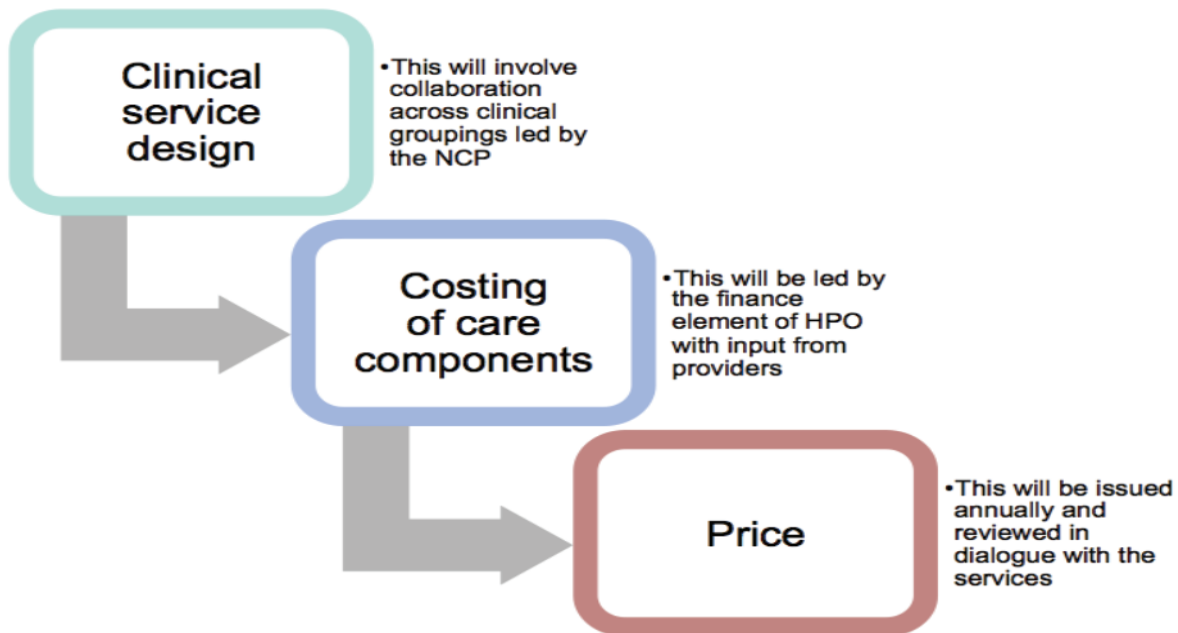 Clinical
service
design
•This will involve
collaboration
across clinical
groupings led by
the NCP
Costing
of care
components
•This will be led by
the finance
element of HPO
with input from
providers
Price
•This will be issued
annually and
reviewed in
dialogue with the
services